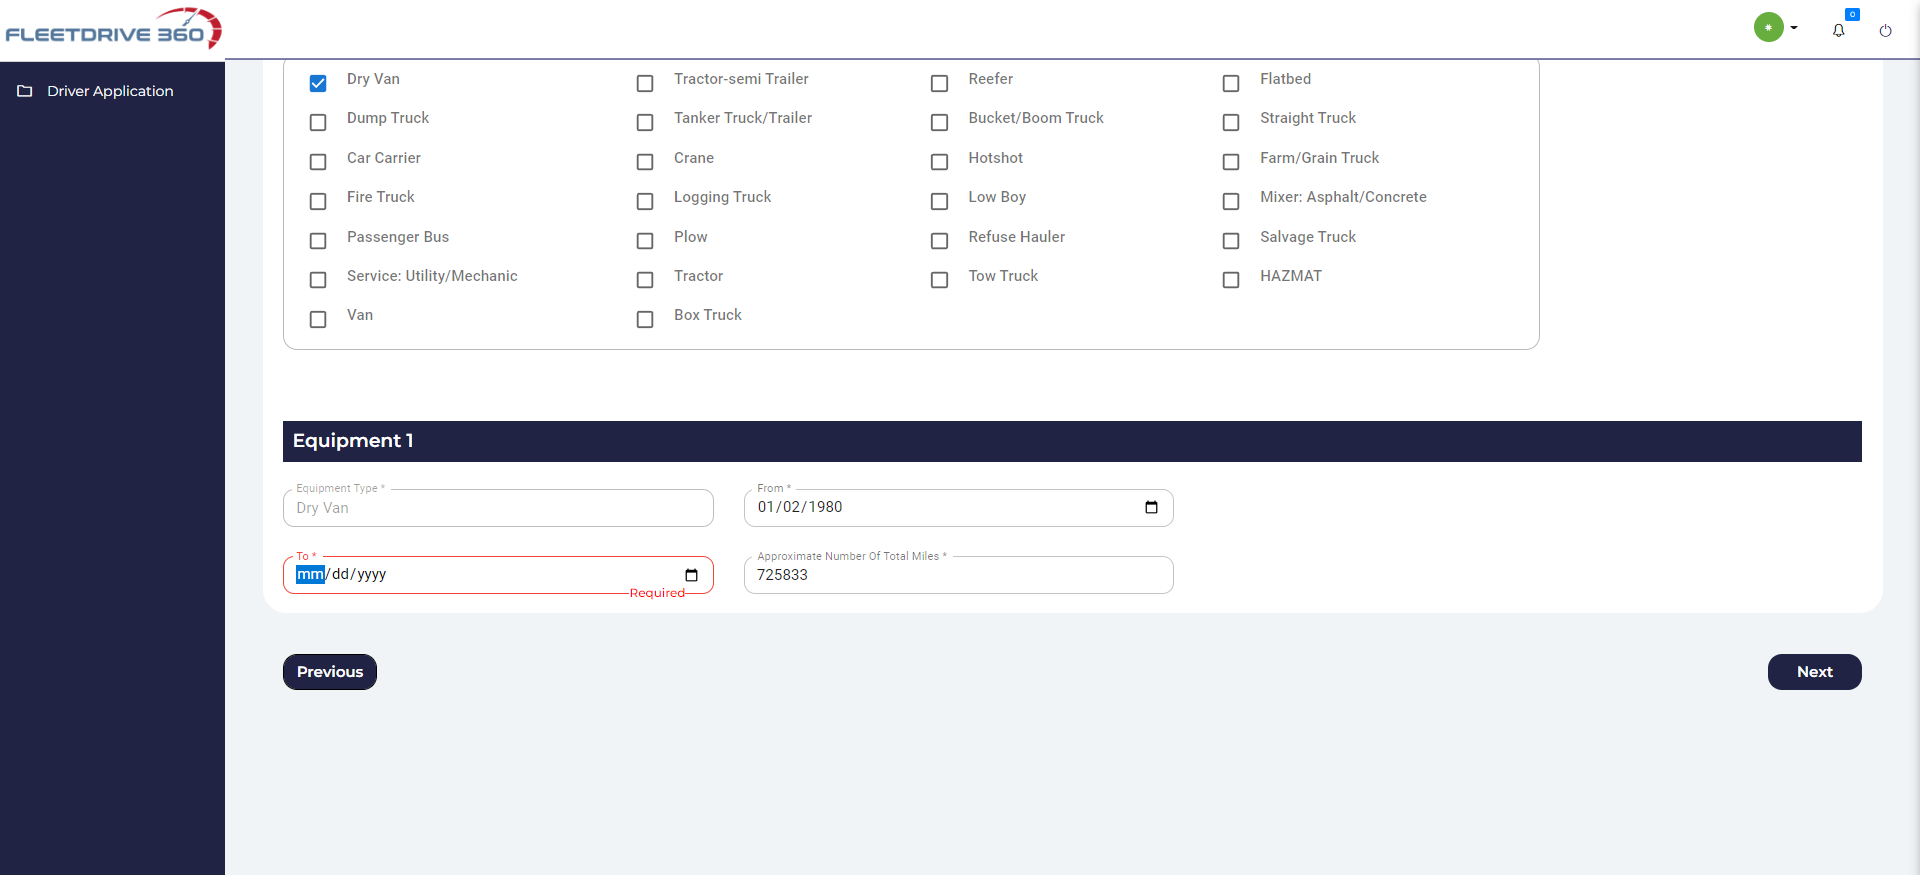 FLEETDRIVE 360
0
Driver Application
Dry Van
Tractor-semi Trailer
Reefer
Flatbed
Dump Truck
Tanker Truck/Trailer
Bucket/Boom Truck
Straight Truck
Car Carrier
Crane
Hotshot
Farm/Grain Truck
Fire Truck
Logging Truck
Low Boy
Mixer: Asphalt/Concrete
Passenger Bus
Plow
Refuse Hauler
Salvage Truck
Service: Utility/Mechanic
Tractor
Tow Truck
HAZMAT
Van
Box Truck
Equipment 1
Equipment Type *
Dry Van
From *
01/02/1980
To *
mm/dd/yyyy
Required
Approximate Number Of Total Miles *
725833
Previous
Next